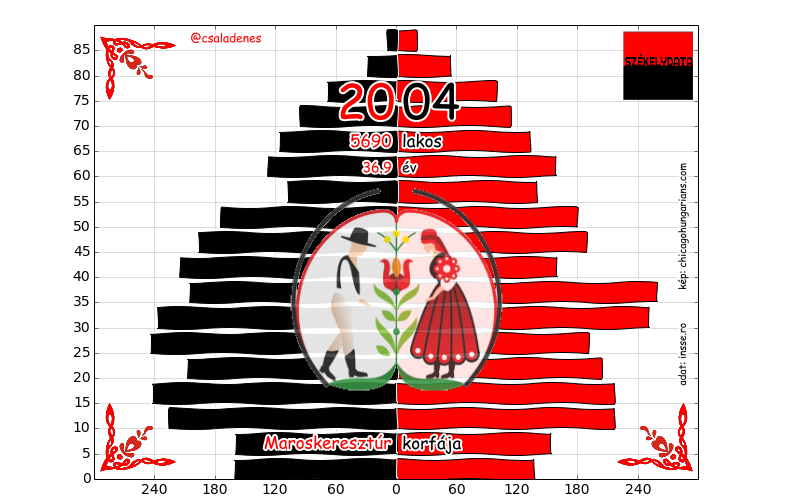 @csaladenes
SZÉKELYDATA
2004
5690 lakos
36.9 év
kép: chicagohungarians.com
adat: insse.ro
Maroskeresztúr korfája
85
80
75
70
65
60
55
50
45
40
35
30
25
20
15
10
5
0
240 180 120 60 0 60 120 180 240